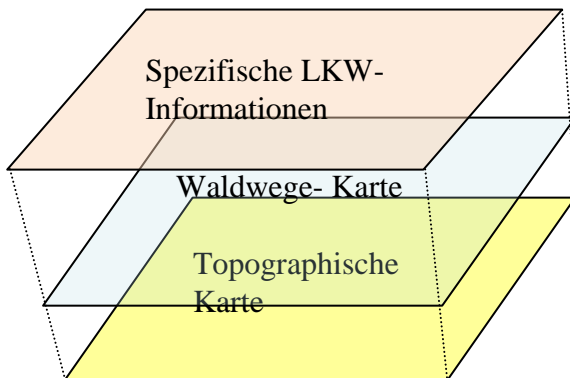 Spezifische LKW-
Informationen
Waldwege- Karte
Topographische
Karte